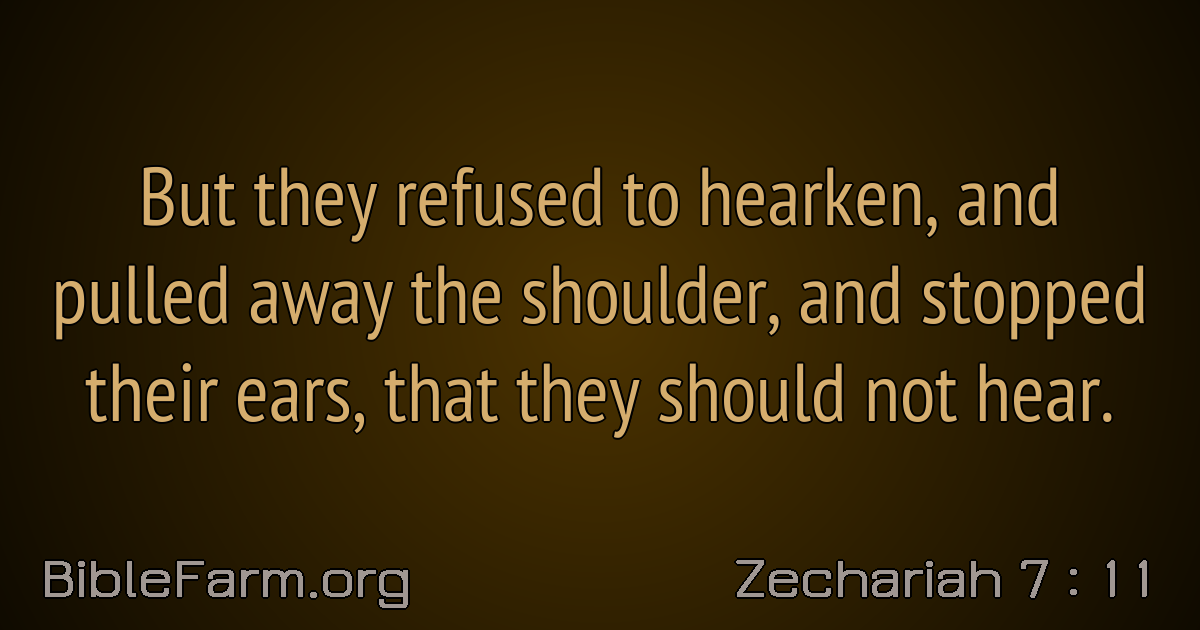 But they refused to hearken, and
pulled away the shoulder, and stopped
their ears, that they should not hear.
BibleFarm.org
Zechariah 7 : 11